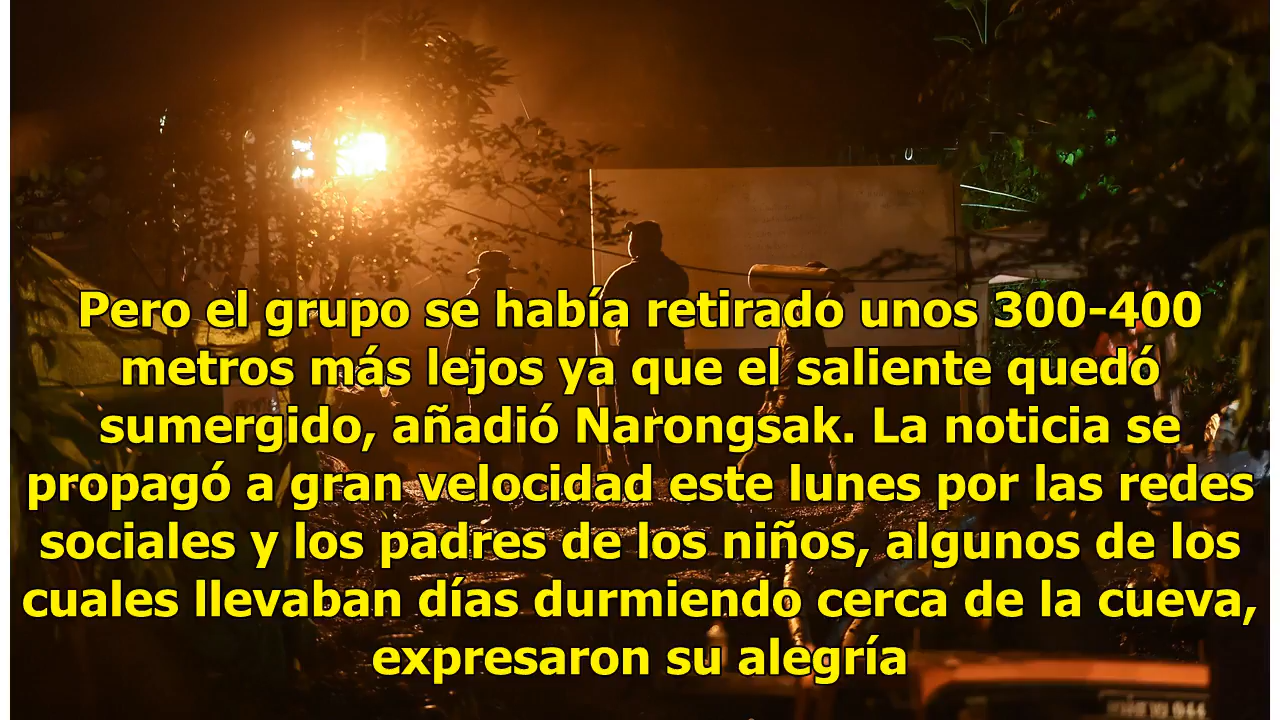 Pero el grupo se había retirado unos 300-400
metros más lejos ya que el saliente quedó
sumergido, añadió Narongsak. La noticia se
propagó a gran velocidad este lunes por las redes
sociales y los padres de los niños, algunos de los
cuales llevaban días durmiendo cerca de la cueva,
expresaron su alegría